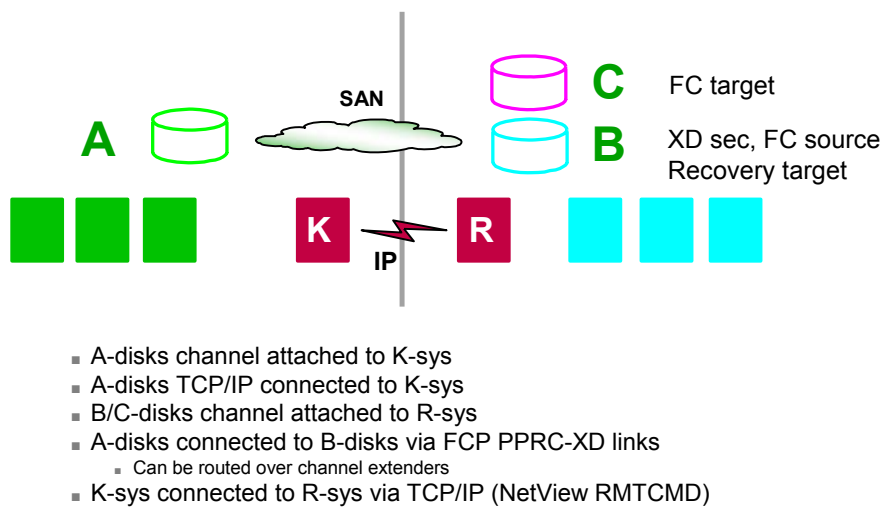 SAN
C
FC target
A
B
XD sec, FC source
Recovery target
K
R
IP
A-disks channel attached to K-sys
A-disks TCP/IP connected to K-sys
B/C-disks channel attached to R-sys
A-disks connected to B-disks via FCP PPRC-XD links
Can be routed over channel extenders
K-sys connected to R-sys via TCP/IP (NetView RMTCMD)